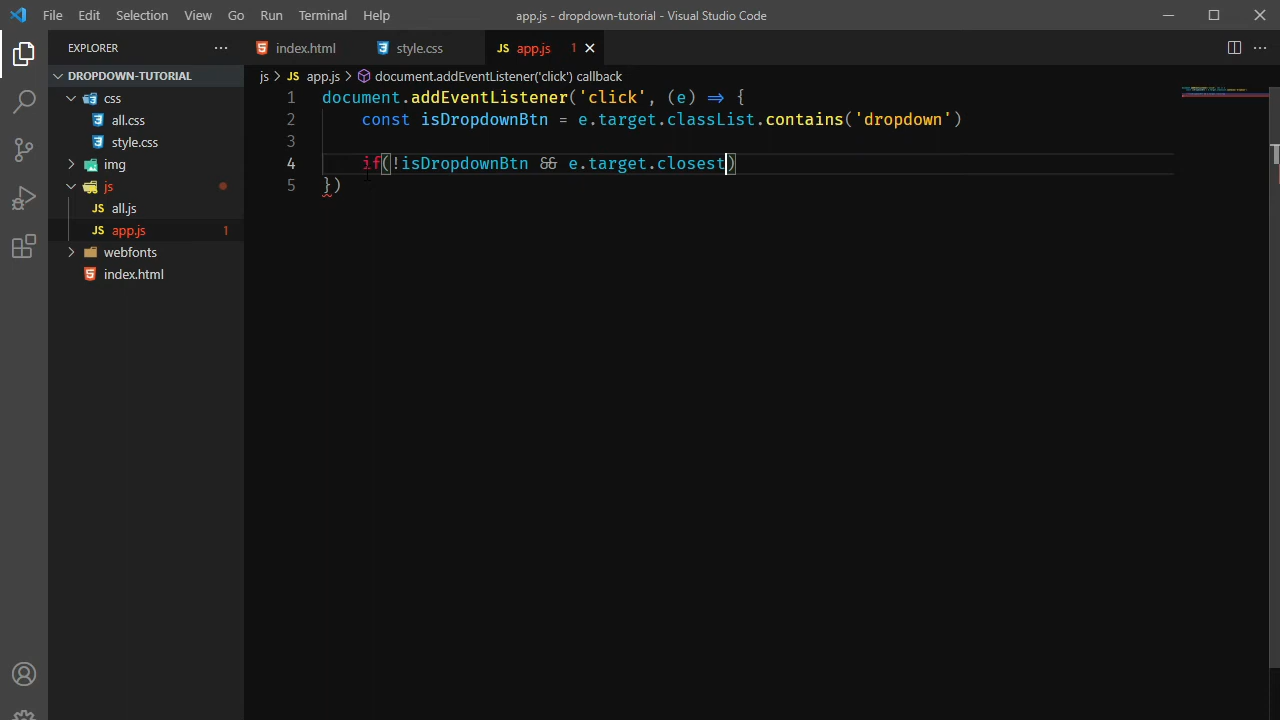 File Edit Selection View Go Run Terminal Help
app.js - dropdown-tutorial - Visual Studio Code
EXPLORER
DROPDOWN-TUTORIAL
css
all.css
style.css
img
js
JS all.js
JS app.js 1
webfonts
index.html
index.html
style.css
JS app.js 1
js > JS app.js > document.addEventListener('click') callback
1 document.addEventListener('click', (e) => {
2 const isDropdownBtn = e.target.classList.contains('dropdown')
3
4 if(!isDropdownBtn && e.target.closest)
5 })